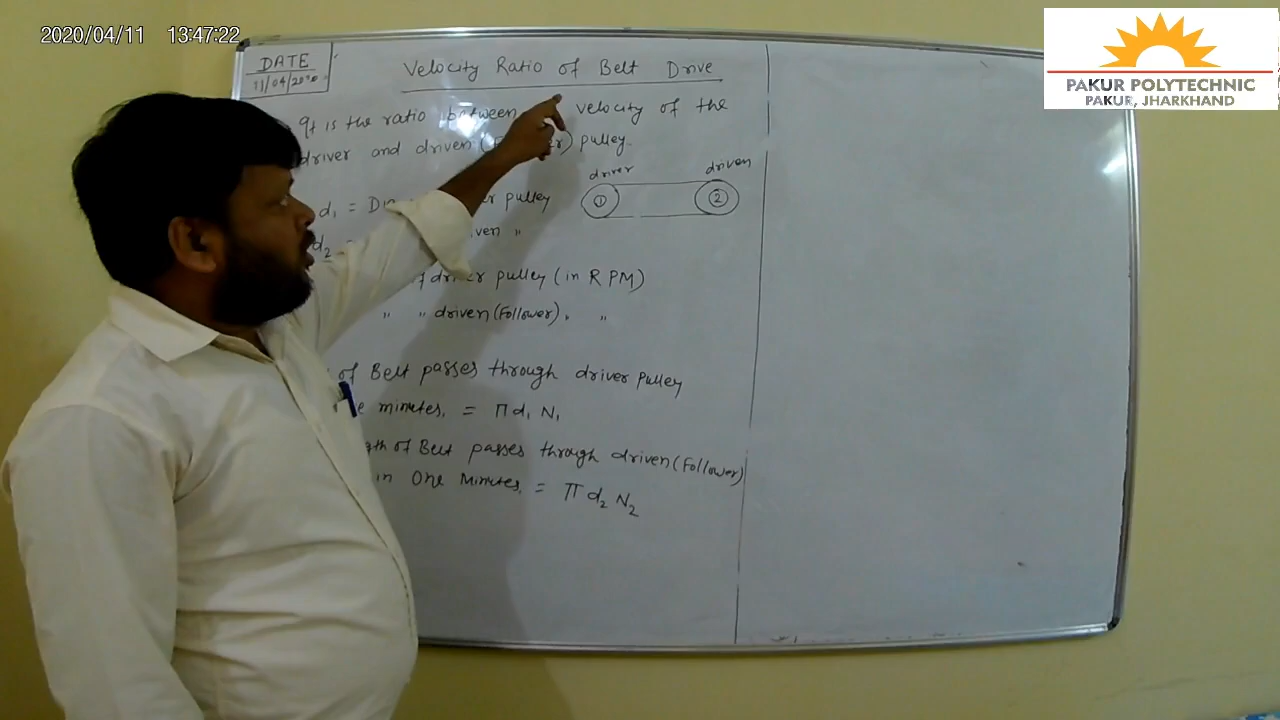 2020/04/11 13:47:22
PAKUR POLYTECHNIC
PAKUR, JHARKHAND
DATE
11/04/2020
Velocity Ratio of Belt Drive
It is the ratio between velocity of the
driver and driven ( pulley.
driver driven
① ②
d₁ = pulley
d₂ "
of driver pulley (in RPM)
" " driven (Follower), "
of Belt passes through driver pulley
minutes, = π d₁ N₁
of Belt passes through driven (Follower)
in One Minutes, = π d₂ N₂